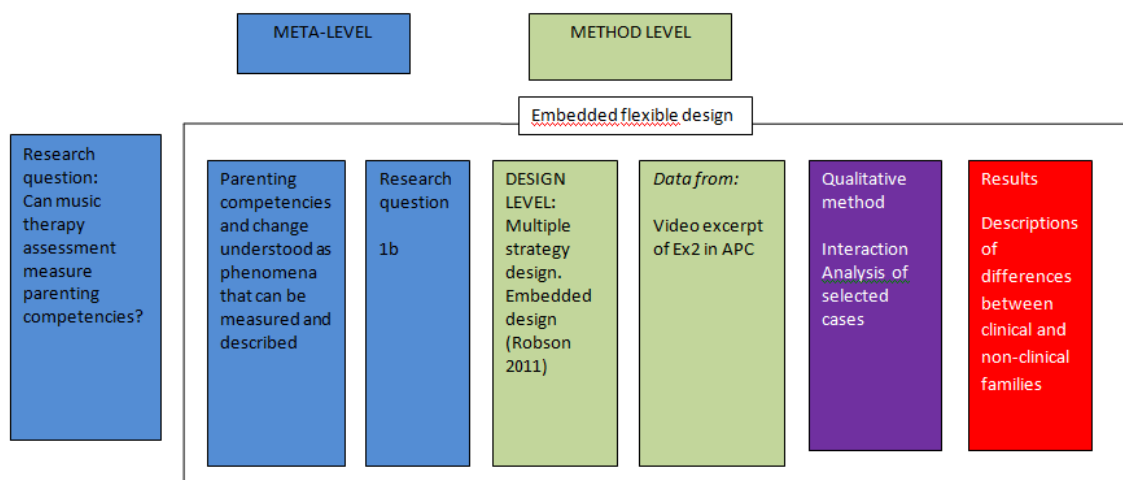 META-LEVEL
METHOD LEVEL
Embedded flexible design
Research
question:
Can music
therapy
assessment
measure
parenting
competencies?
Parenting
competencies
and change
understood as
phenomena
that can be
measured and
described
Research
question
1b
DESIGN
LEVEL:
Multiple
strategy
design.
Embedded
design
(Robson
2011)
Data from:
Video excerpt
of Ex2 in APC
Qualitative
method
Interaction
Analysis of
selected
cases
Results
Descriptions
of
differences
between
clinical and
non-clinical
families